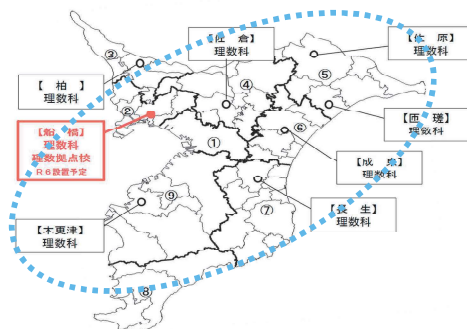 【佐 倉】
理数科
【佐 原】
理数科
③
【 柏 】
理数科
④
⑤
【匝 瑳】
理数科
②
⑥
【船 橋】
理数科
理数拠点校
R6設置予定
①
【成 東】
理数科
⑨
【長 生】
理数科
⑦
【木更津】
理数科
⑧